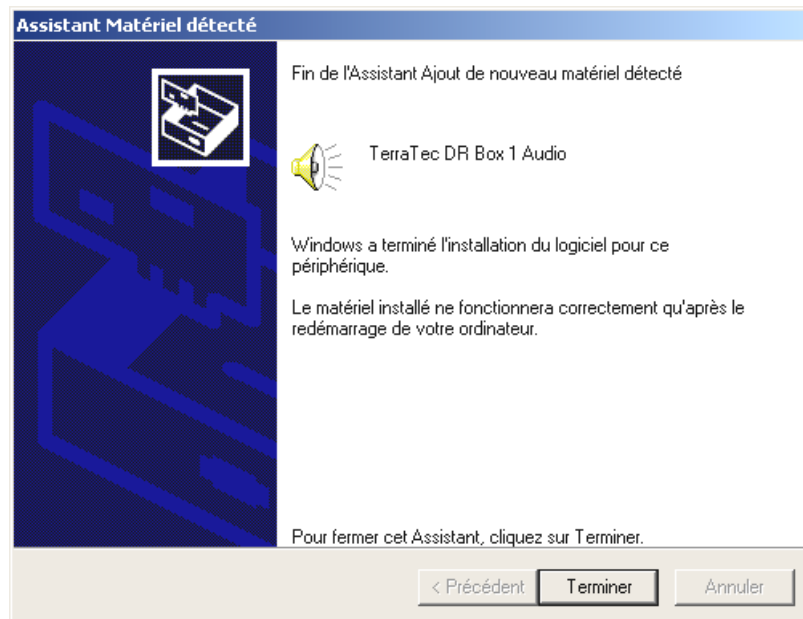 Assistant Matériel détecté
Fin de l'Assistant Ajout de nouveau matériel détecté
TerraTec DR Box 1 Audio
Windows a terminé l'installation du logiciel pour ce
périphérique.
Le matériel installé ne fonctionnera correctement qu'après le
redémarrage de votre ordinateur.
Pour fermer cet Assistant, cliquez sur Terminer.
< Précédent
Terminer
Annuler